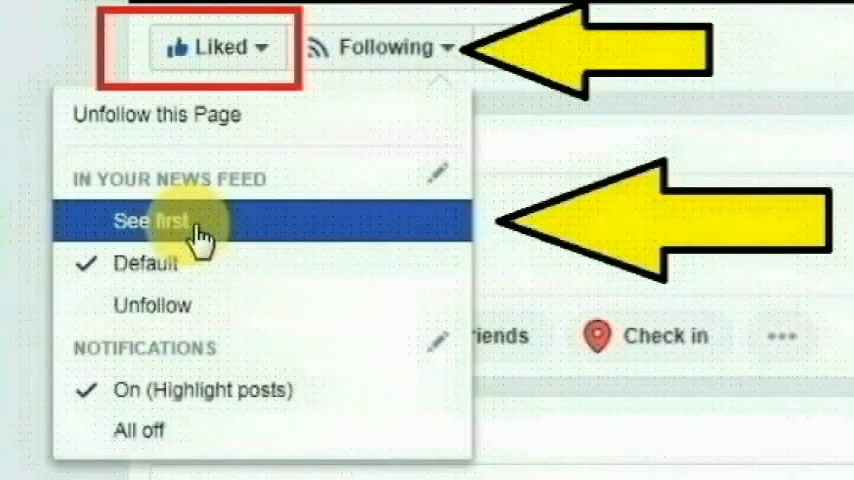 Liked Following
Unfollow this Page
IN YOUR NEWS FEED
See first
Default
Unfollow
riends Check in
NOTIFICATIONS
On (Highlight posts)
All off